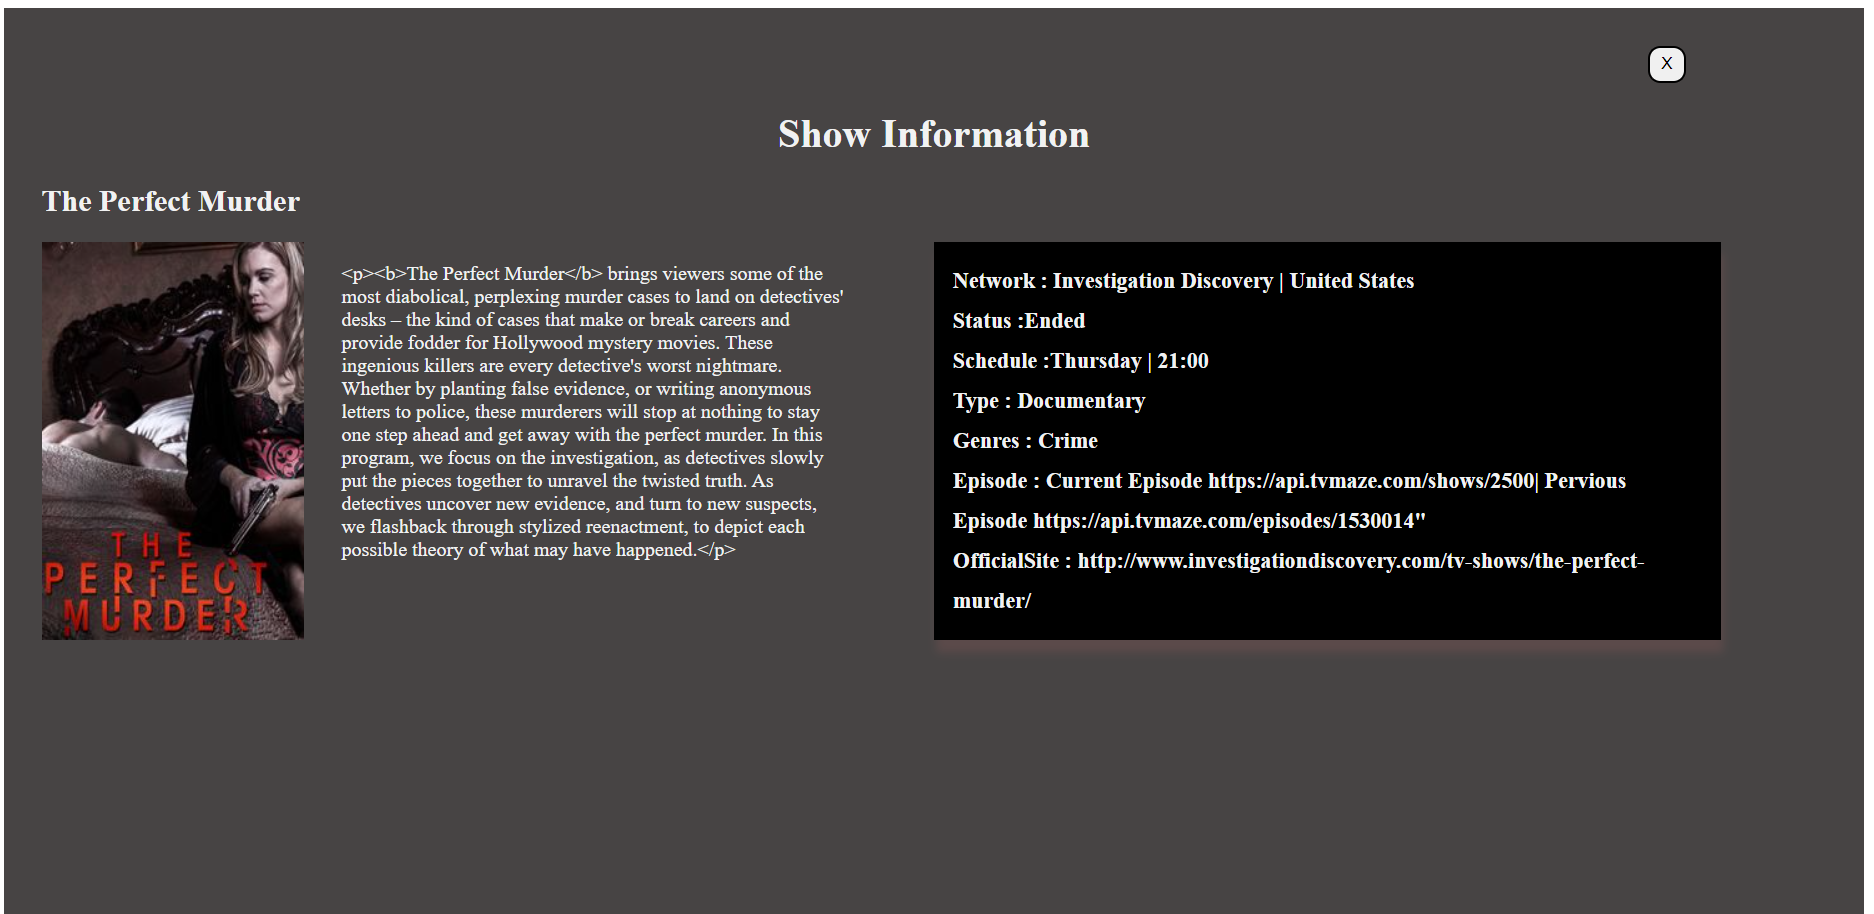 X
Show Information
The Perfect Murder
THE
PERFECT
MURDER
<p><b>The Perfect Murder</b> brings viewers some of the
most diabolical, perplexing murder cases to land on detectives'
desks – the kind of cases that make or break careers and
provide fodder for Hollywood mystery movies. These
ingenious killers are every detective's worst nightmare.
Whether by planting false evidence, or writing anonymous
letters to police, these murderers will stop at nothing to stay
one step ahead and get away with the perfect murder. In this
program, we focus on the investigation, as detectives slowly
put the pieces together to unravel the twisted truth. As
detectives uncover new evidence, and turn to new suspects,
we flashback through stylized reenactment, to depict each
possible theory of what may have happened.</p>
Network : Investigation Discovery | United States
Status :Ended
Schedule :Thursday | 21:00
Type : Documentary
Genres : Crime
Episode : Current Episode https://api.tvmaze.com/shows/2500| Pervious
Episode https://api.tvmaze.com/episodes/1530014"
OfficialSite : http://www.investigationdiscovery.com/tv-shows/the-perfect-
murder/